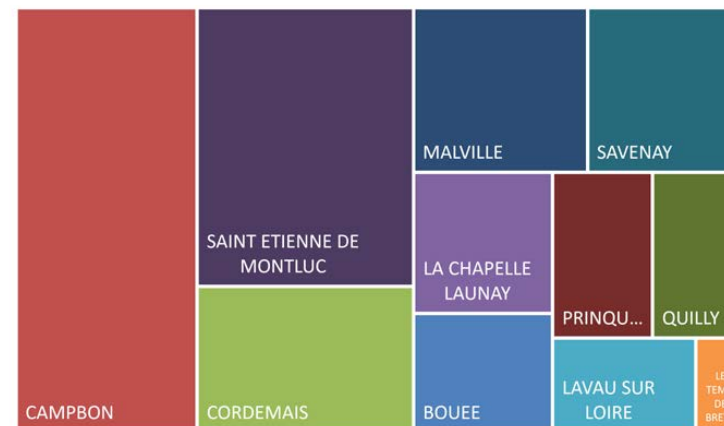 MALVILLE
SAVENAY
SAINT ETIENNE DE
MONTLUC
LA CHAPELLE
LAUNAY
PRINQU...
QUILLY
CAMPBON
CORDEMAIS
BOUEE
LAVAU SUR
LOIRE